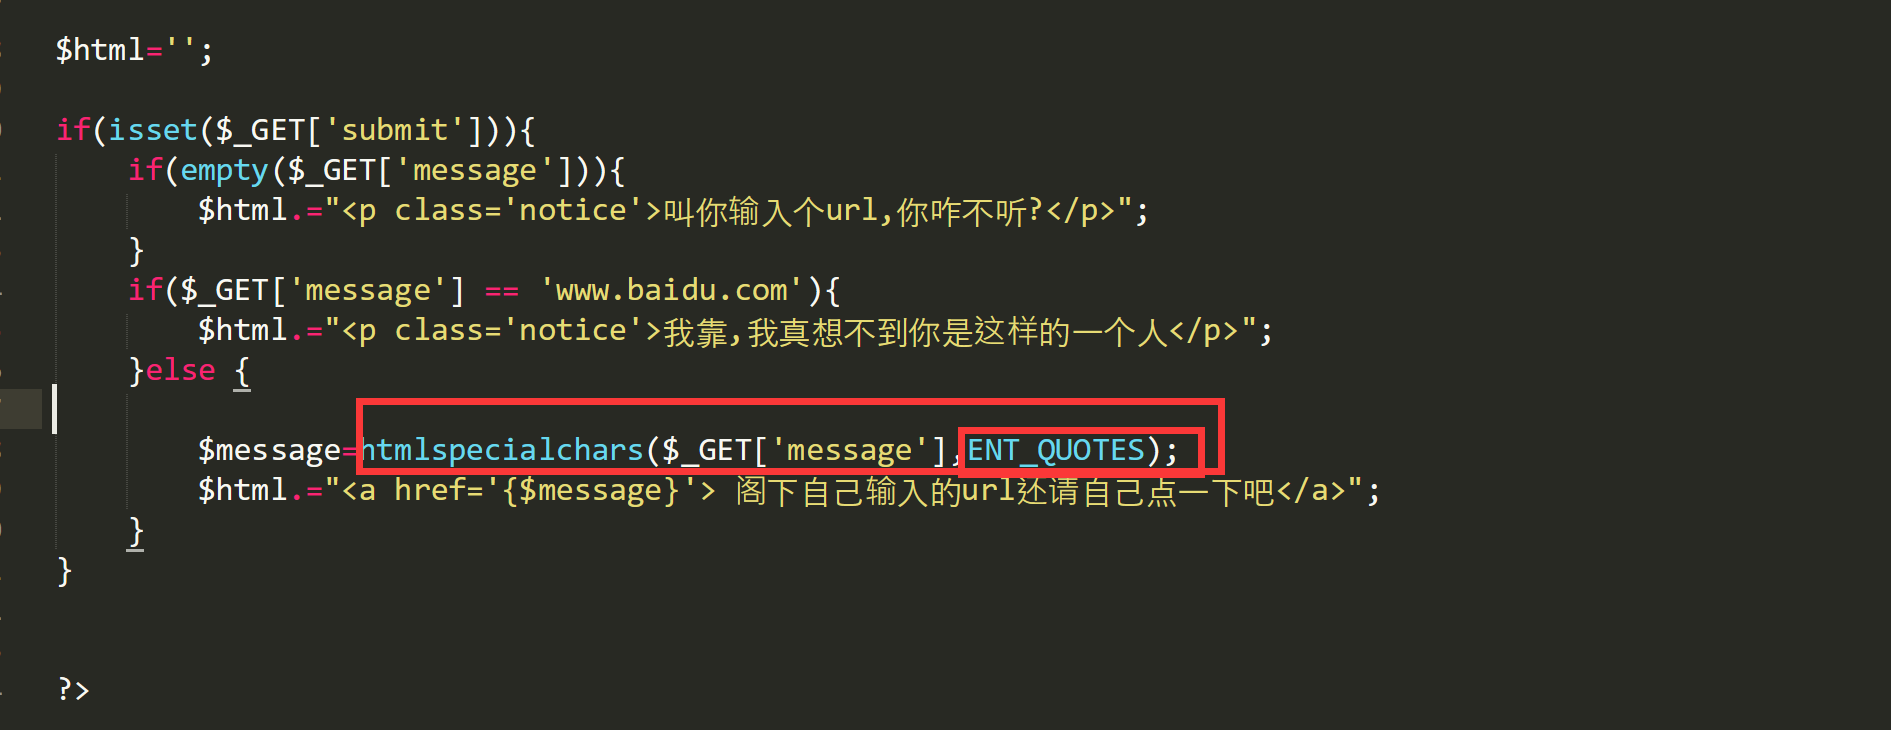 $html='';
if(isset($_GET['submit'])){
if(empty($_GET['message'])){
$html.="<p class='notice'>叫你输入个url,你咋不听?</p>";
}
if($_GET['message'] == 'www.baidu.com'){
$html.="<p class='notice'>我靠,我真想不到你是这样的一个人</p>";
}else {
$message=htmlspecialchars($_GET['message'],ENT_QUOTES);
$html.="<a href='{$message}'> 阁下自己输入的url还请自己点一下吧</a>";
}
}
?>